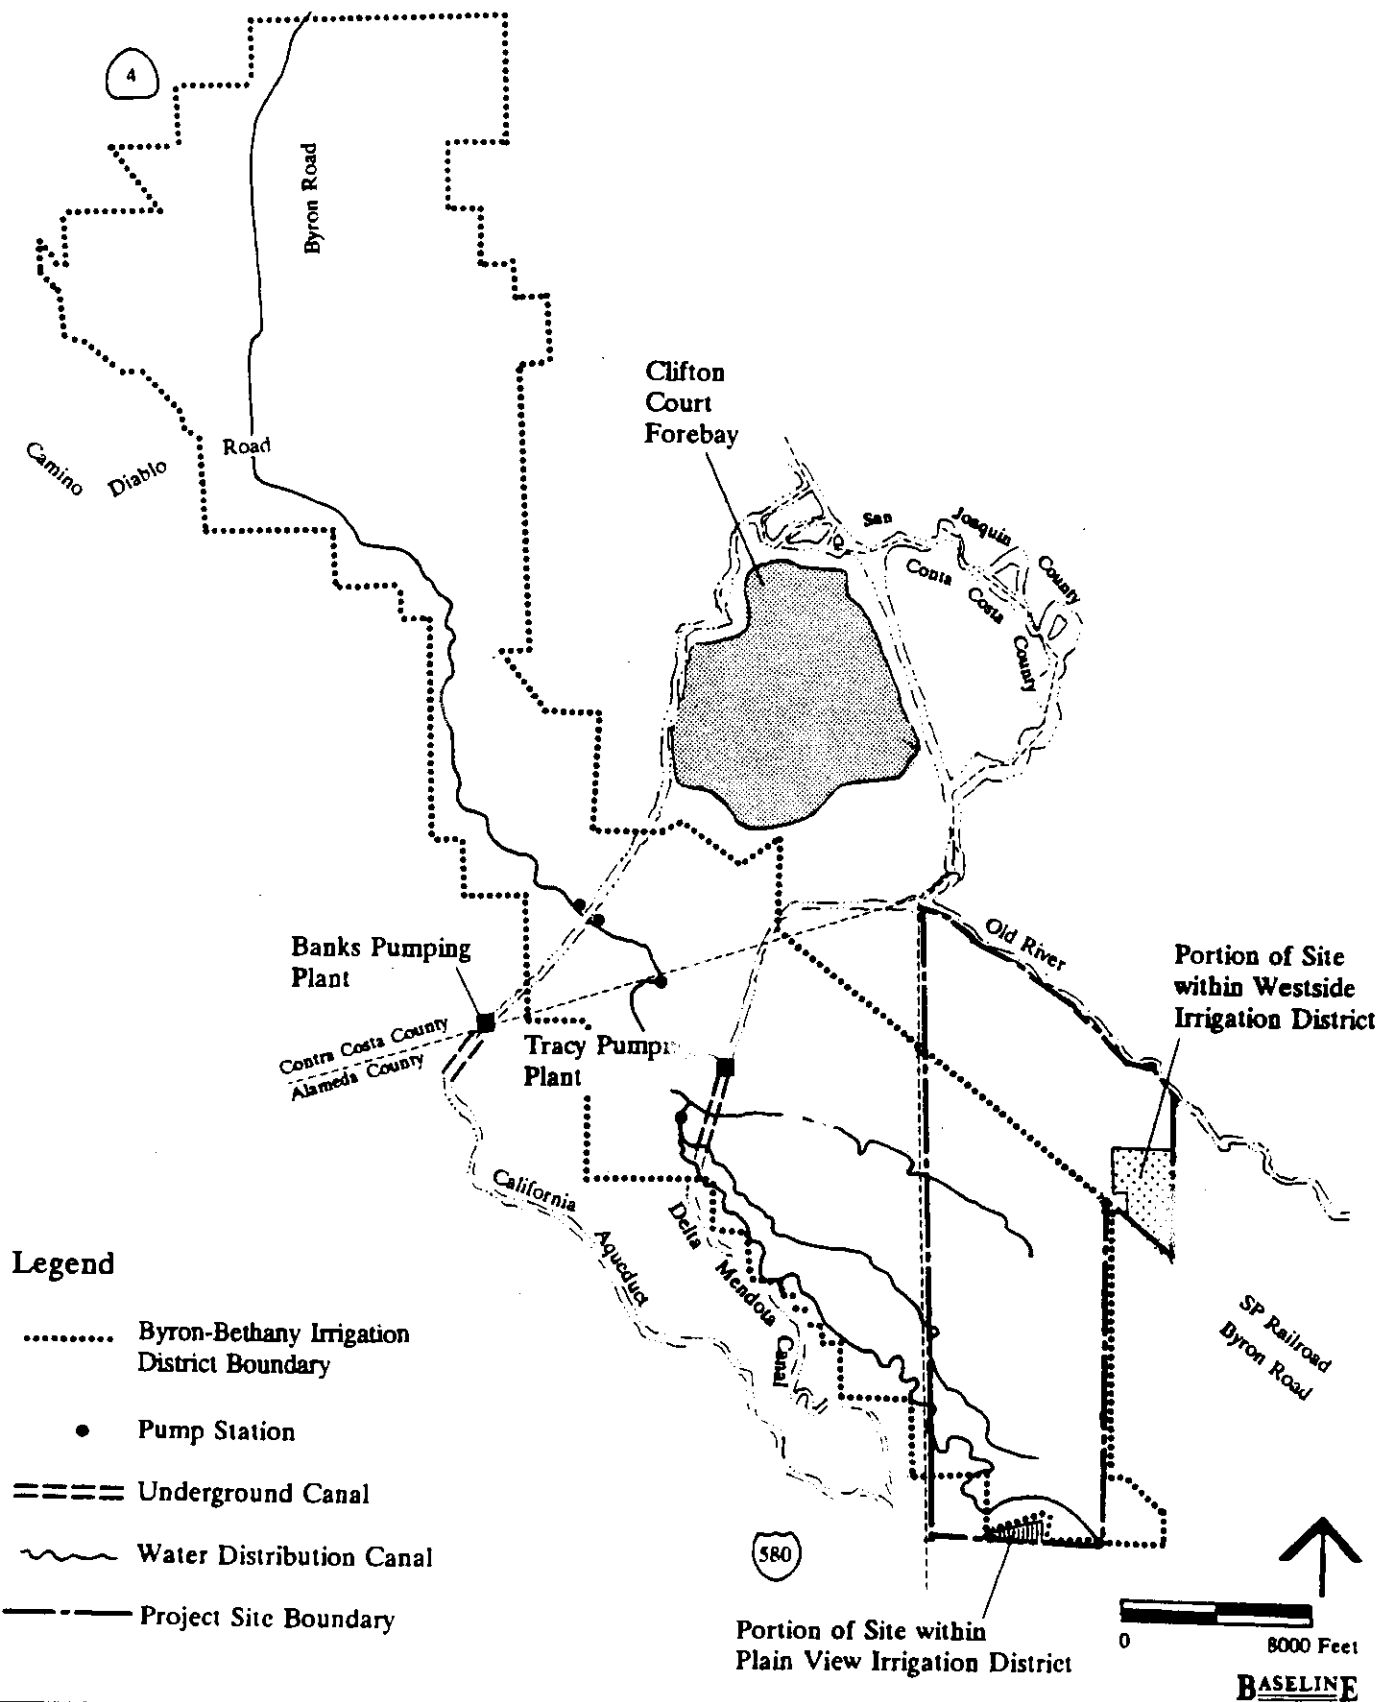 4
Byron Road
Clifton
Court
Forebay
Camino Diablo Road
San Joaquin County
Conta Costa County
Old River
Banks Pumping
Plant
Portion of Site
within Westside
Irrigation District
Contra Costa County
Alameda County
Tracy Pumpi
Plant
California Aqueduct
Delta Mendota Canal
SP Railroad
Byron Road
Legend
Byron-Bethany Irrigation
District Boundary
Pump Station
Underground Canal
Water Distribution Canal
Project Site Boundary
580
Portion of Site within
Plain View Irrigation District
0 8000 Feet
BASELINE